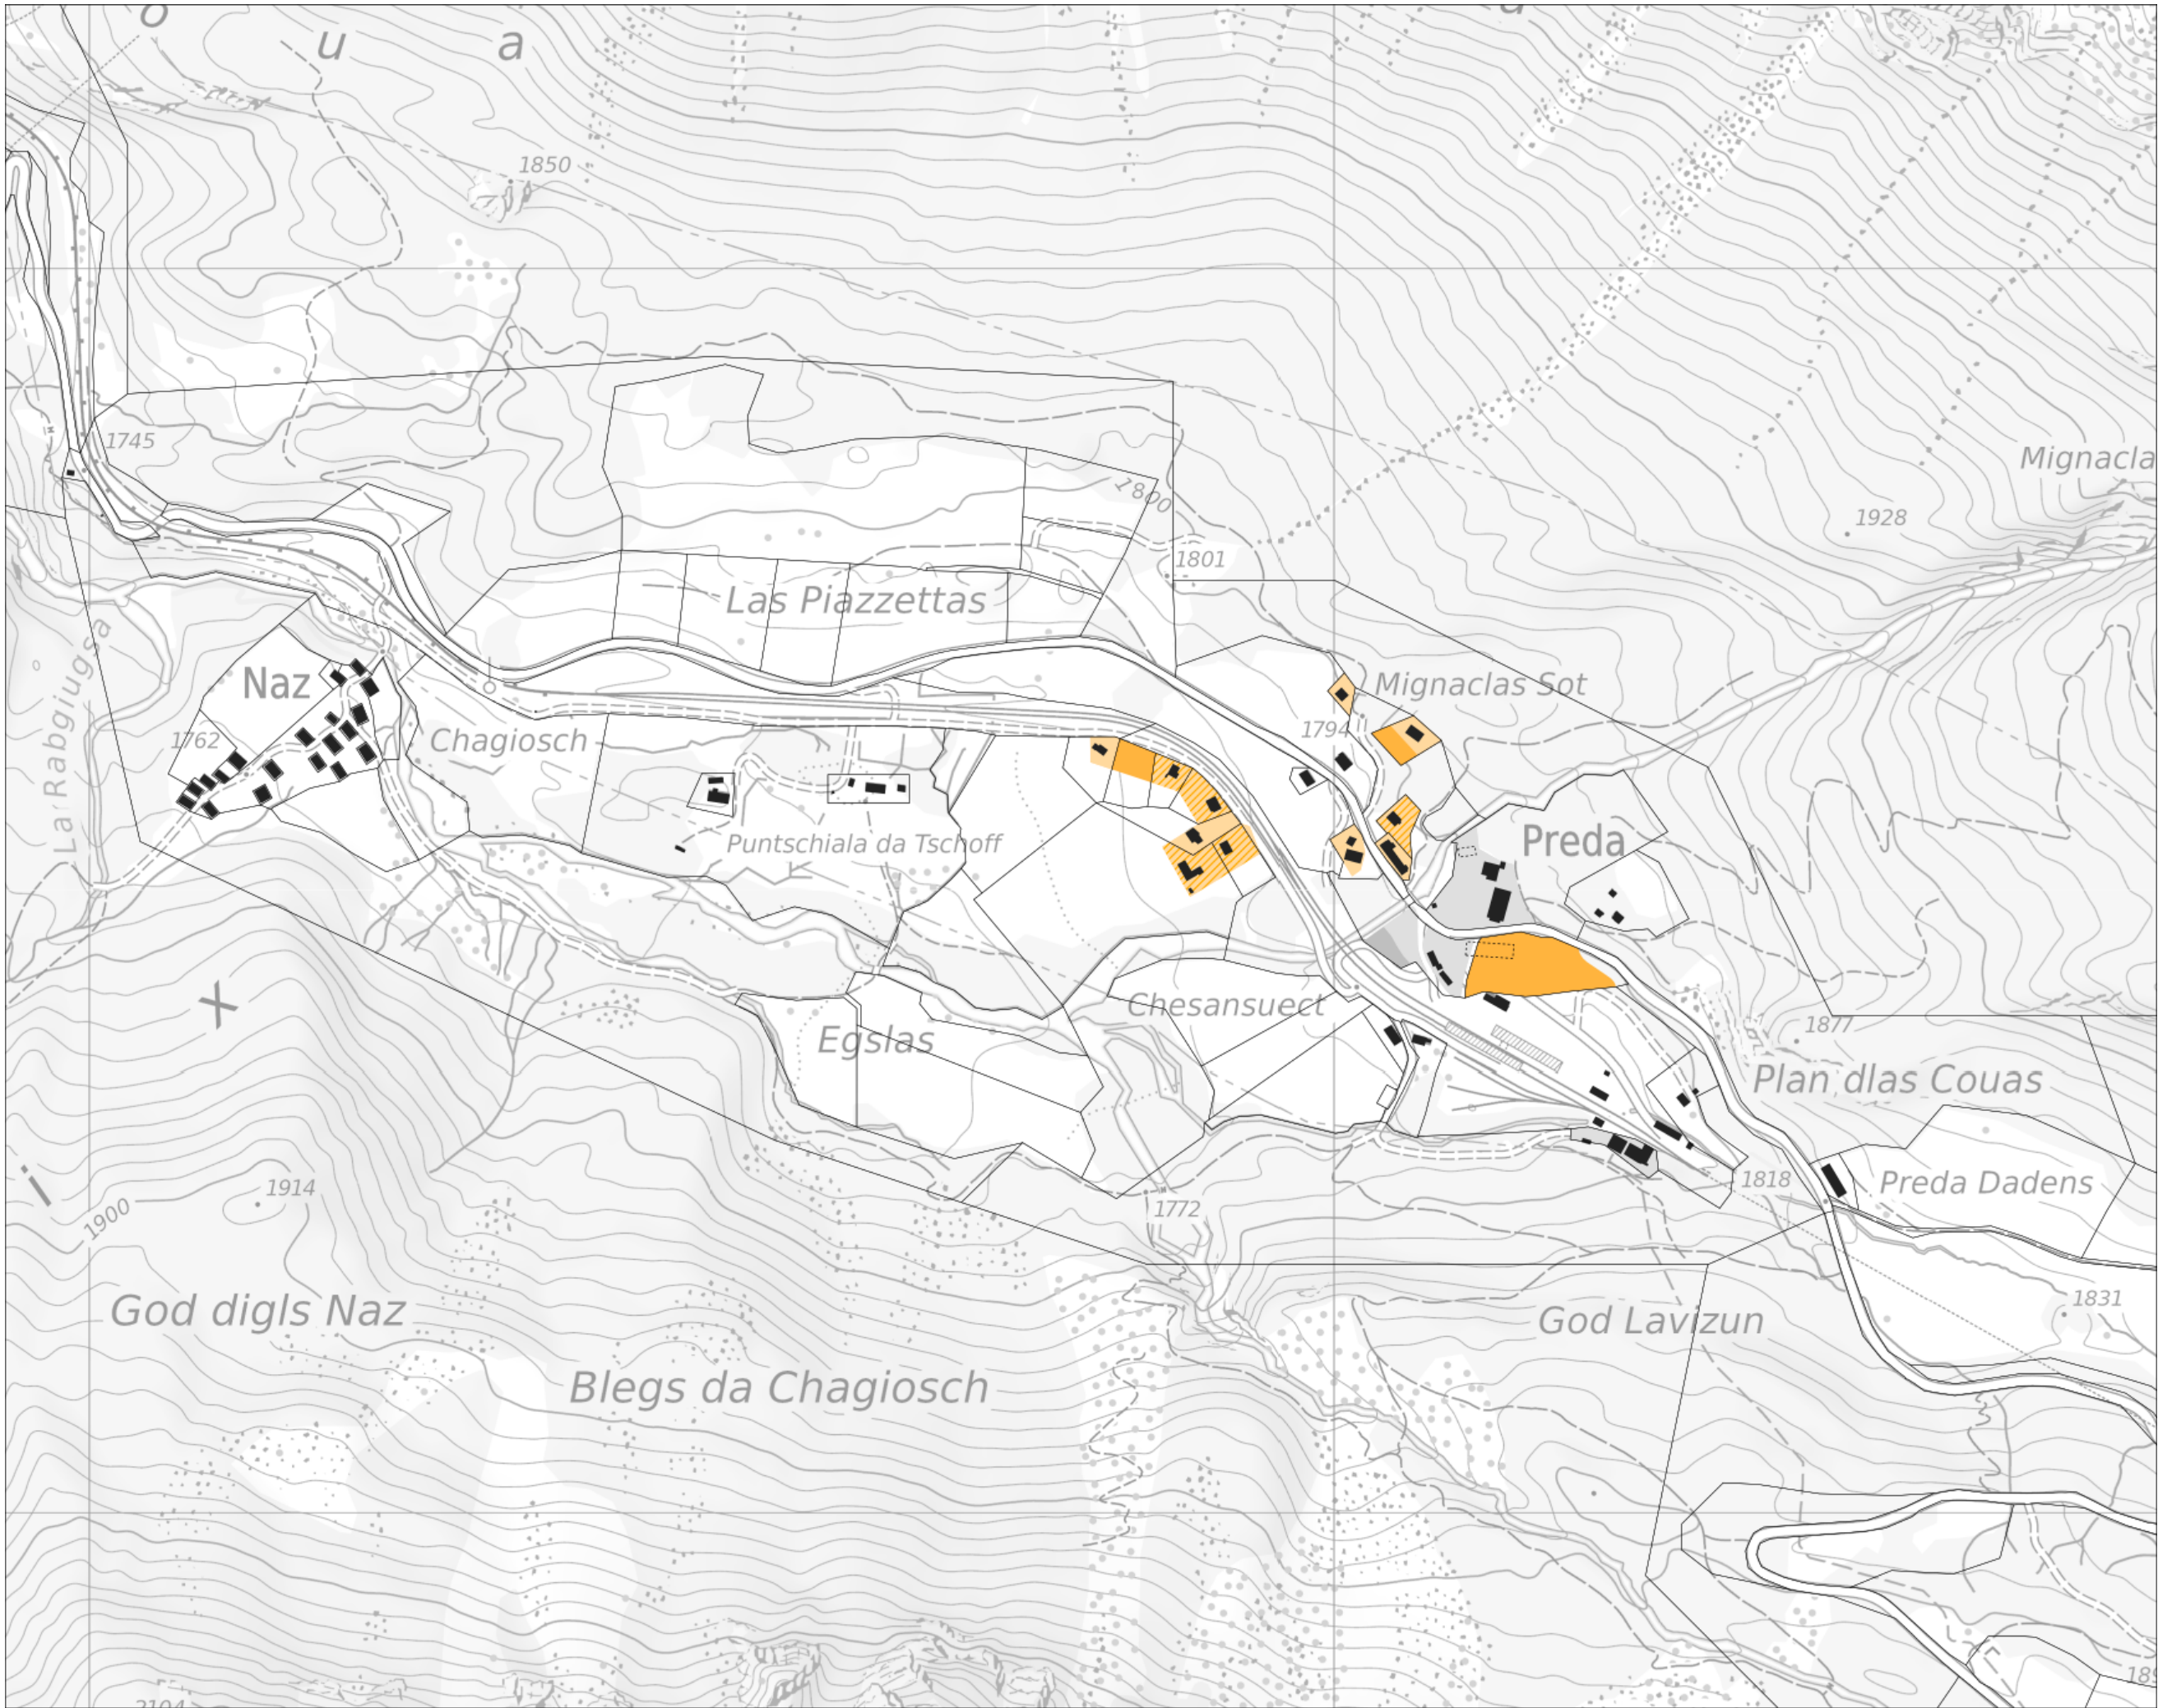 u
a
1850
1745
Mignacla
1800
1928
1801
Las Piazzettas
La Rabgiugsa
Naz
Mignaclas Sot
1762
Chagiosch
1794
Puntschiala da Tschoff
Preda
X
Chesansuect
Egslas
1877
Plan dlas Couas
1914
1900
1772
1818
Preda Dadens
God digls Naz
God Lavizun
1831
Blegs da Chagiosch